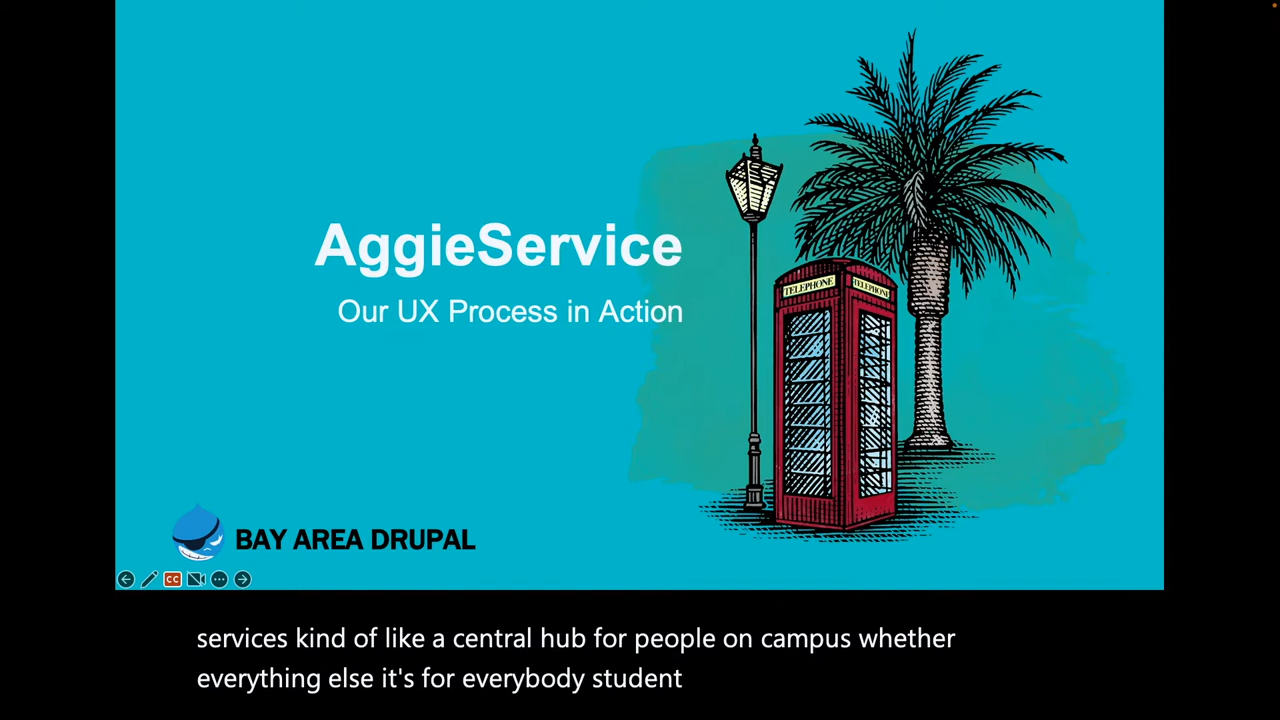 AggieService
Our UX Process in Action
TELEPHONE
TELEPHONE
BAY AREA DRUPAL
CC
services kind of like a central hub for people on campus whether
everything else it's for everybody student